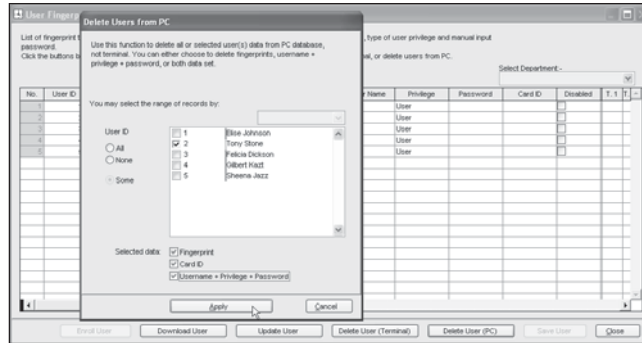 User Fingerp
Delete Users from PC
List of fingerprint t
, type of user privilege and manual input
password.
Click the buttons b
al, or delete users from PC.
Use this function to delete all or selected user(s) data from PC database,
not terminal. You can either choose to delete fingerprints, username +
privilege + password, or both data set.
Select Department:-
No. User ID
r Name Privilege Password Card ID Disabled T. 1 T.
You may select the range of records by:
1 User
2 User
3 User
4 User
5 User
User ID
All
None
Some
1 Elise Johnson
2 Tony Stone
3 Felicia Dickson
4 Gilbert Kazt
5 Sheena Jazz
Selected data: Fingerprint
Card ID
Username + Privilege + Password
Apply Cancel
Enroll User Download User Update User Delete User (Terminal) Delete User (PC) Save User Close